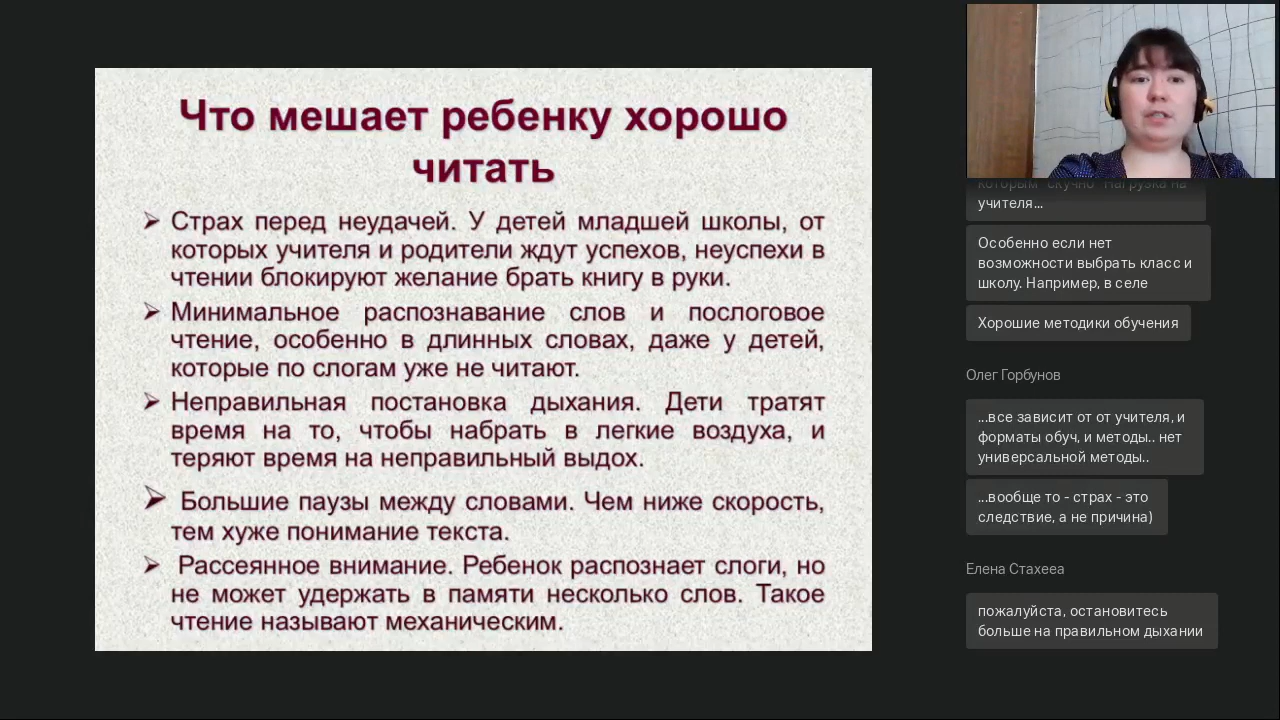 Что мешает ребенку хорошо
читать
➢ Страх перед неудачей. У детей младшей школы, от
которых учителя и родители ждут успехов, неуспехи в
чтении блокируют желание брать книгу в руки.
➢ Минимальное распознавание слов и послоговое
чтение, особенно в длинных словах, даже у детей,
которые по слогам уже не читают.
➢ Неправильная постановка дыхания. Дети тратят
время на то, чтобы набрать в легкие воздуха, и
теряют время на неправильный выдох.
➢ Большие паузы между словами. Чем ниже скорость,
тем хуже понимание текста.
➢ Рассеянное внимание. Ребенок распознает слоги, но
не может удержать в памяти несколько слов. Такое
чтение называют механическим.
которым "скучно" Нагрузка на
учителя...
Особенно если нет
возможности выбрать класс и
школу. Например, в селе
Хорошие методики обучения
Олег Горбунов
...все зависит от от учителя, и
форматы обуч, и методы.. нет
универсальной методы..
...вообще то - страх - это
следствие, а не причина)
Елена Стахееа
пожалуйста, остановитесь
больше на правильном дыхании